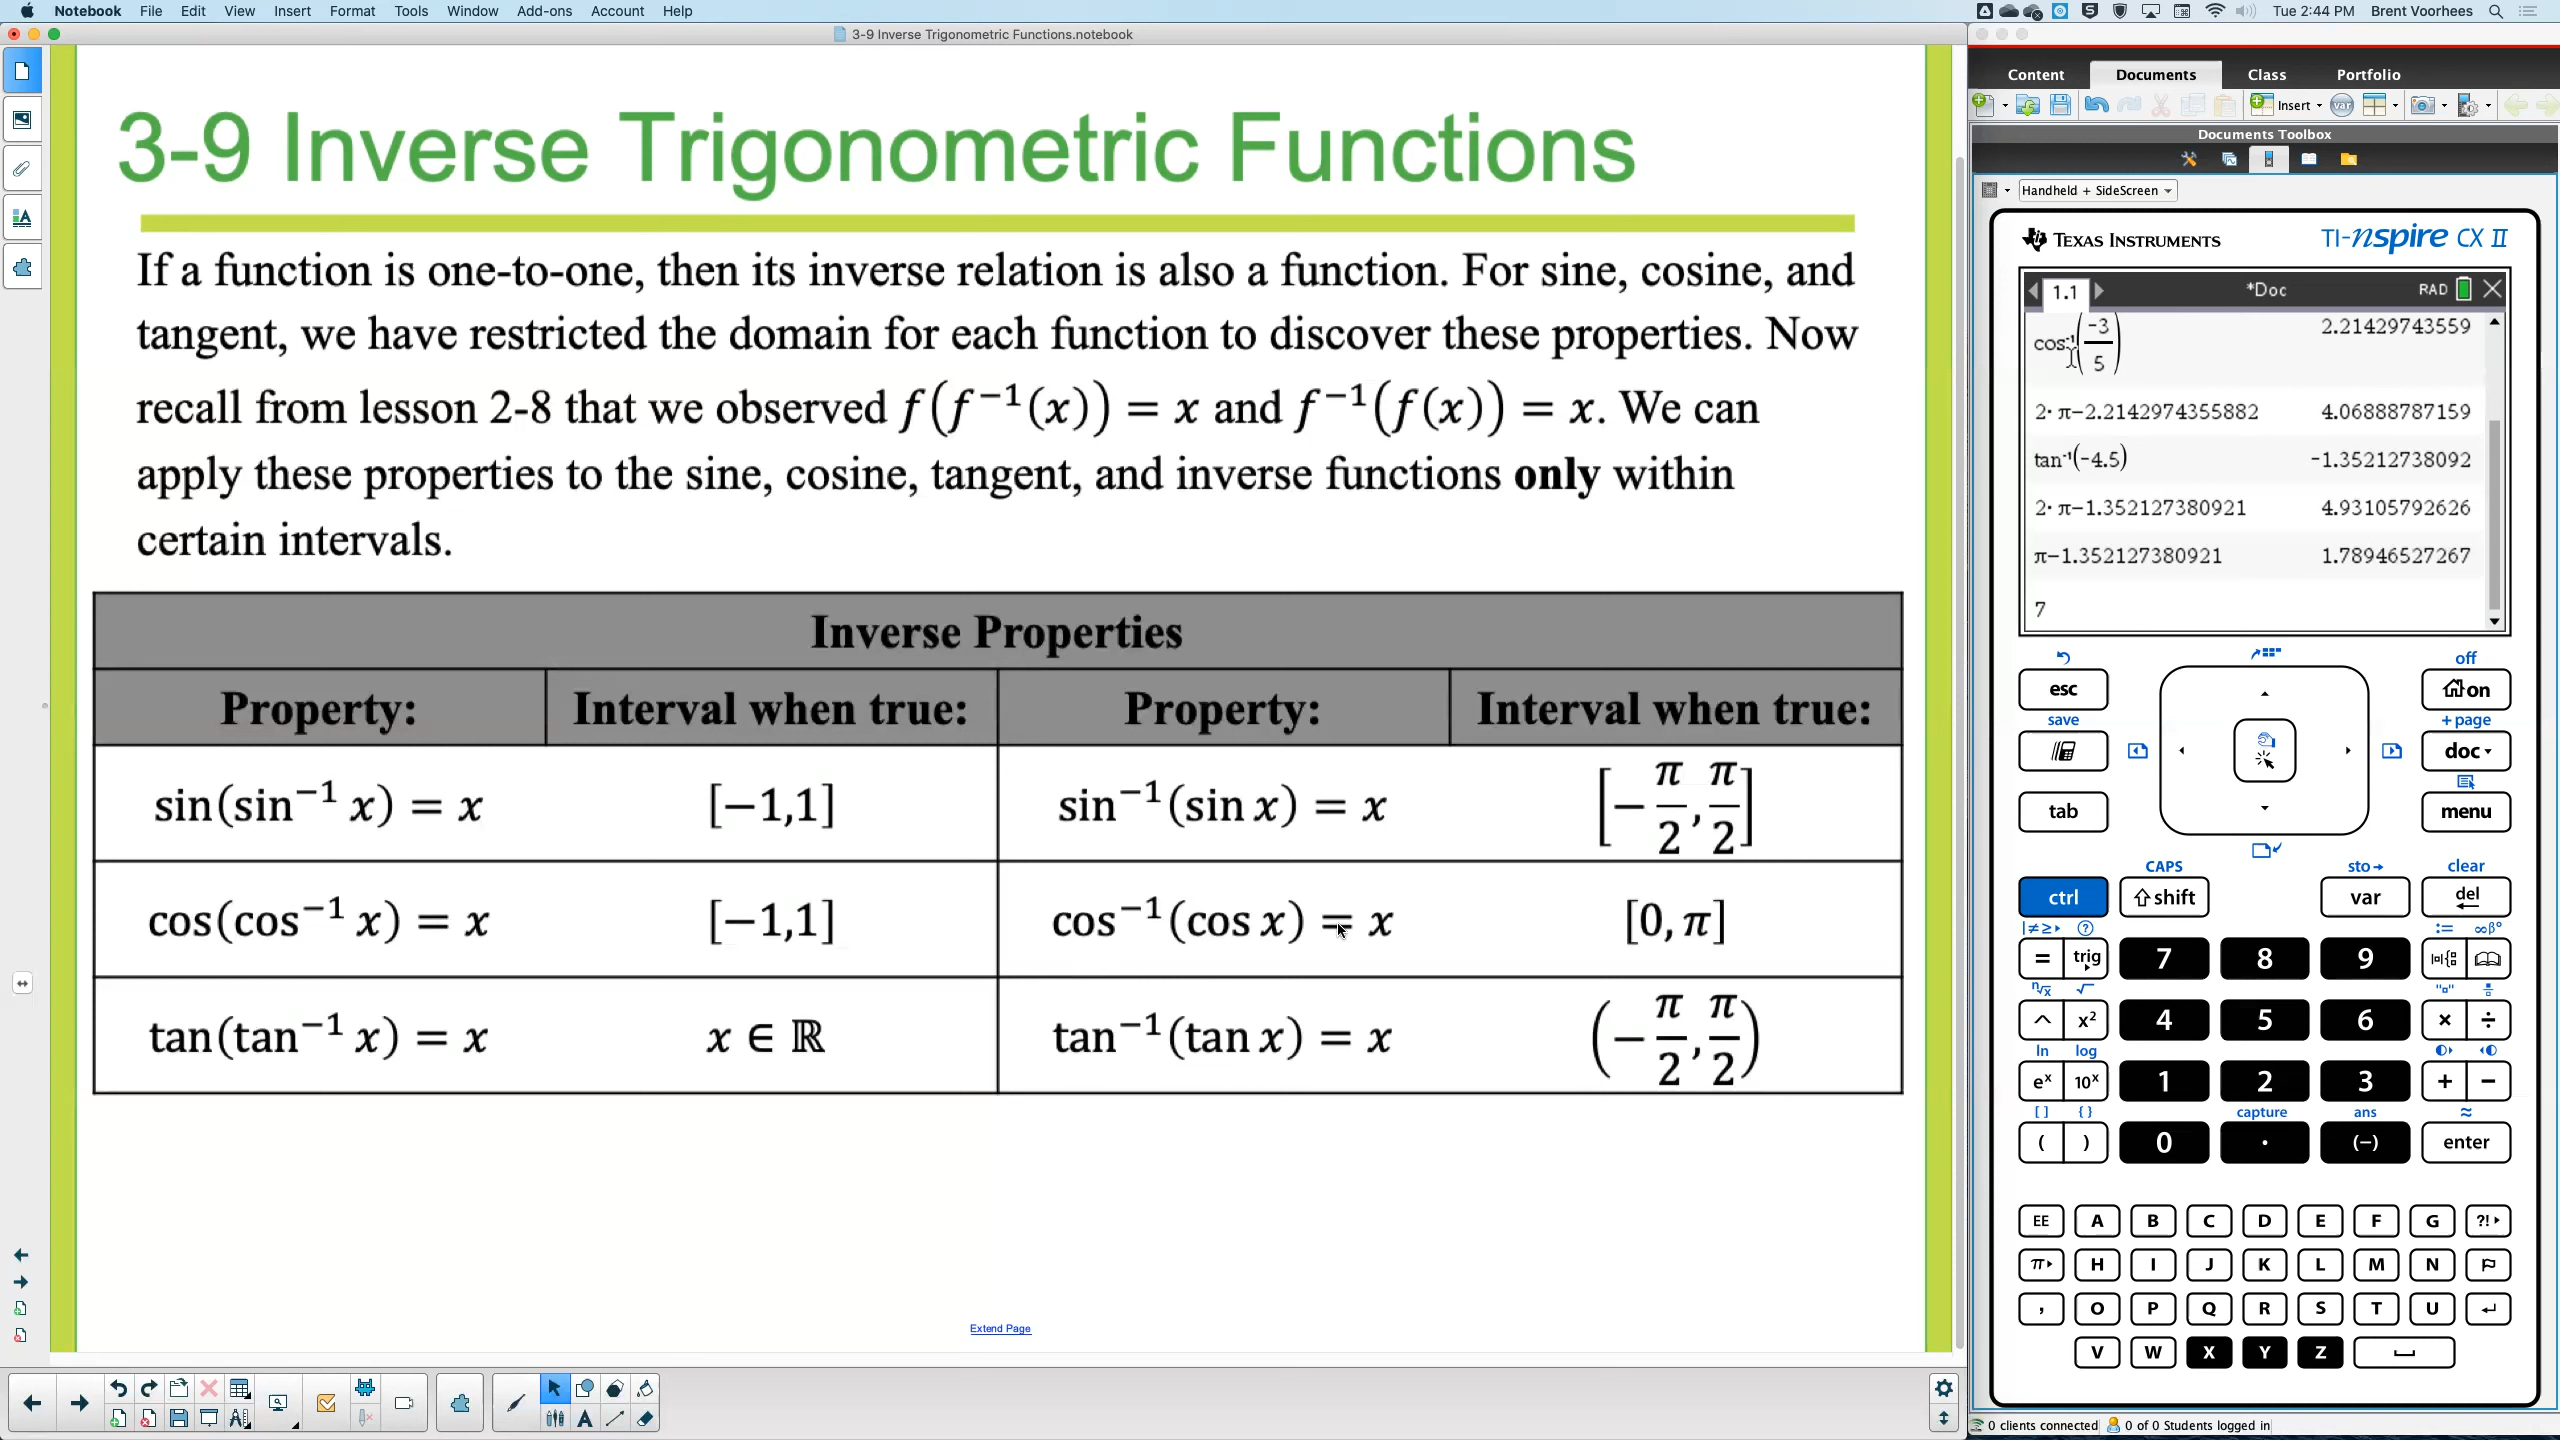 Notebook File Edit View Insert Format Tools Window Add-ons Account Help
Tue 2:44 PM Brent Voorhees
3-9 Inverse Trigonometric Functions.notebook
3-9 Inverse Trigonometric Functions
If a function is one-to-one, then its inverse relation is also a function. For sine, cosine, and
tangent, we have restricted the domain for each function to discover these properties. Now
recall from lesson 2-8 that we observed f(f⁻¹(x)) = x and f⁻¹(f(x)) = x. We can
apply these properties to the sine, cosine, tangent, and inverse functions only within
certain intervals.
Inverse Properties
Property: Interval when true: Property: Interval when true:
sin(sin⁻¹ x) = x [−1,1] sin⁻¹(sin x) = x [−π/2, π/2]
cos(cos⁻¹ x) = x [−1,1] cos⁻¹(cos x) = x [0, π]
tan(tan⁻¹ x) = x x ∈ ℝ tan⁻¹(tan x) = x (−π/2, π/2)
Extend Page
Content Documents Class Portfolio
Insert var
Documents Toolbox
Handheld + SideScreen
TEXAS INSTRUMENTS TI-nspire CX II
1.1 *Doc RAD
cos⁻¹(-3/5) 2.21429743559
2·π−2.2142974355882 4.06888787159
tan⁻¹(-4.5) -1.35212738092
2·π−1.352127380921 4.93105792626
π−1.352127380921 1.78946527267
7
off
esc on
save + page
doc
tab menu
CAPS sto→ clear
ctrl shift var del
|≠≥▸ ? := ∞β°
= trig 7 8 9
ⁿ√x √ "▫"
^ x² 4 5 6 × ÷
ln log
eˣ 10ˣ 1 2 3 + −
[ ] { } capture ans ≈
( ) 0 . (−) enter
EE A B C D E F G ?!▸
π▸ H I J K L M N
, O P Q R S T U
V W X Y Z
0 clients connected 0 of 0 Students logged in